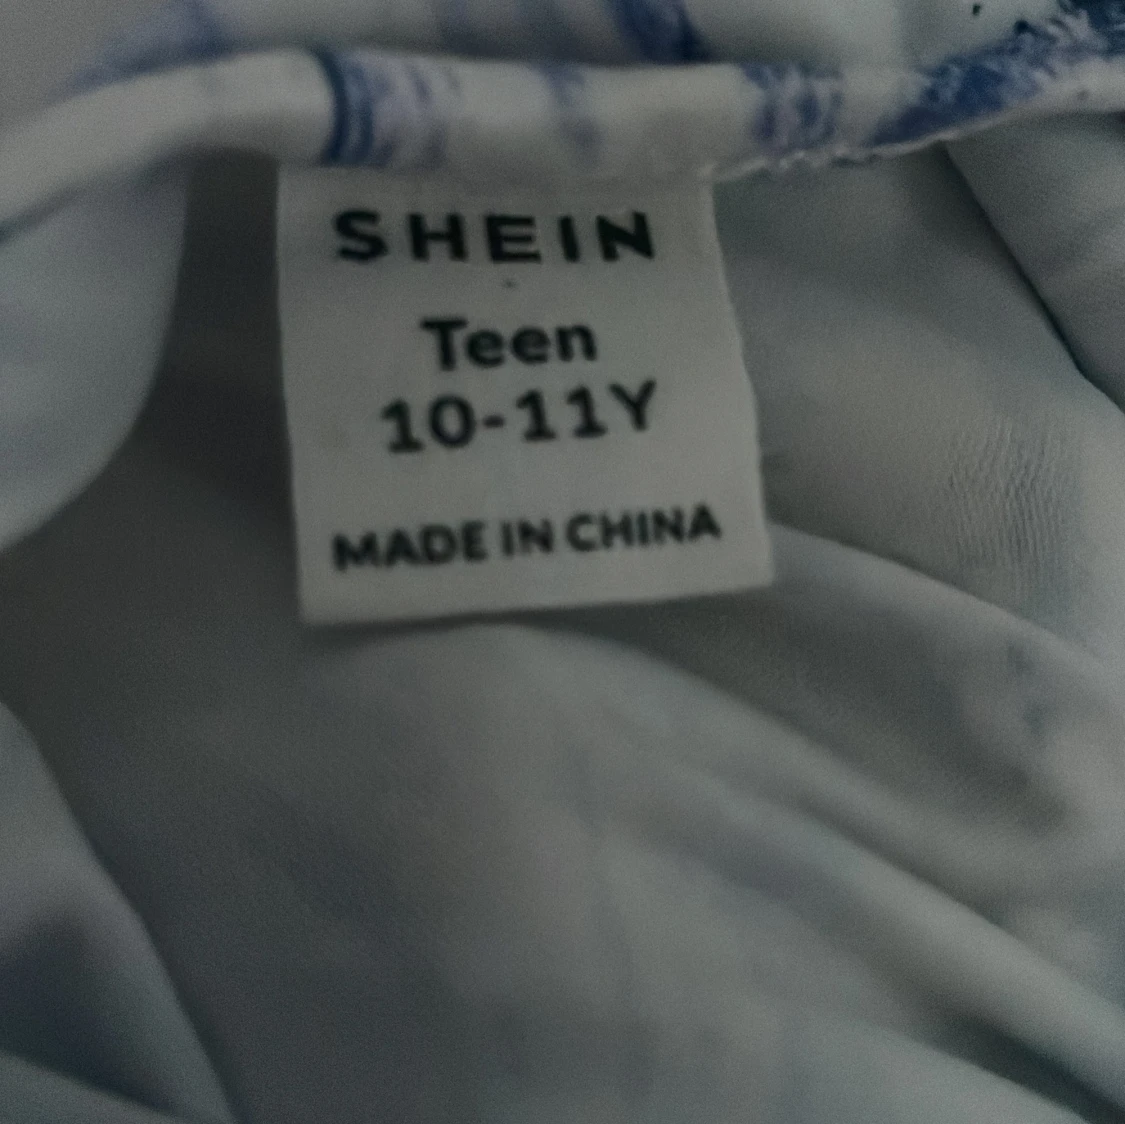 SHEIN
Teen
10-11Y
MADE IN CHINA